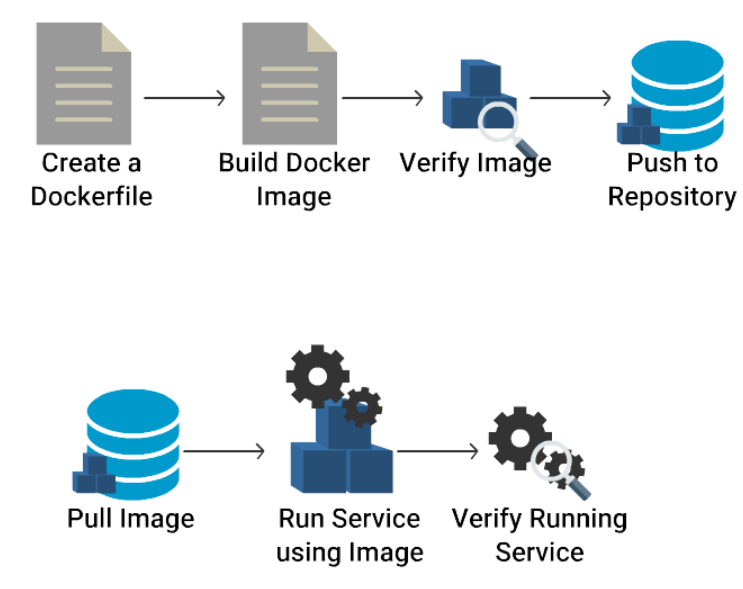 Create a
Dockerfile
Build Docker
Image
Verify Image
Push to
Repository
Pull Image
Run Service
using Image
Verify Running
Service